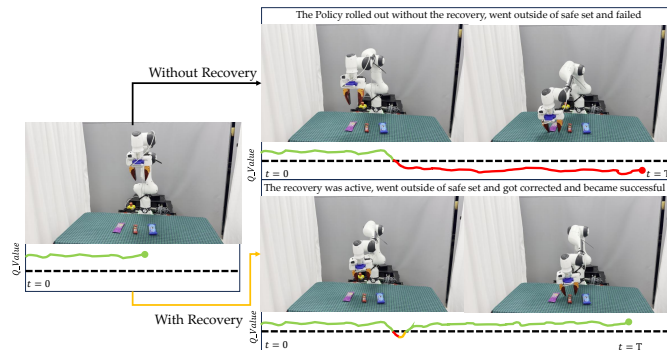 The Policy rolled out without the recovery, went outside of safe set and failed
Without Recovery
Q_Value
t = 0
t = T
The recovery was active, went outside of safe set and got corrected and became successful
Q_Value
t = 0
With Recovery
Q_Value
t = 0
t = T